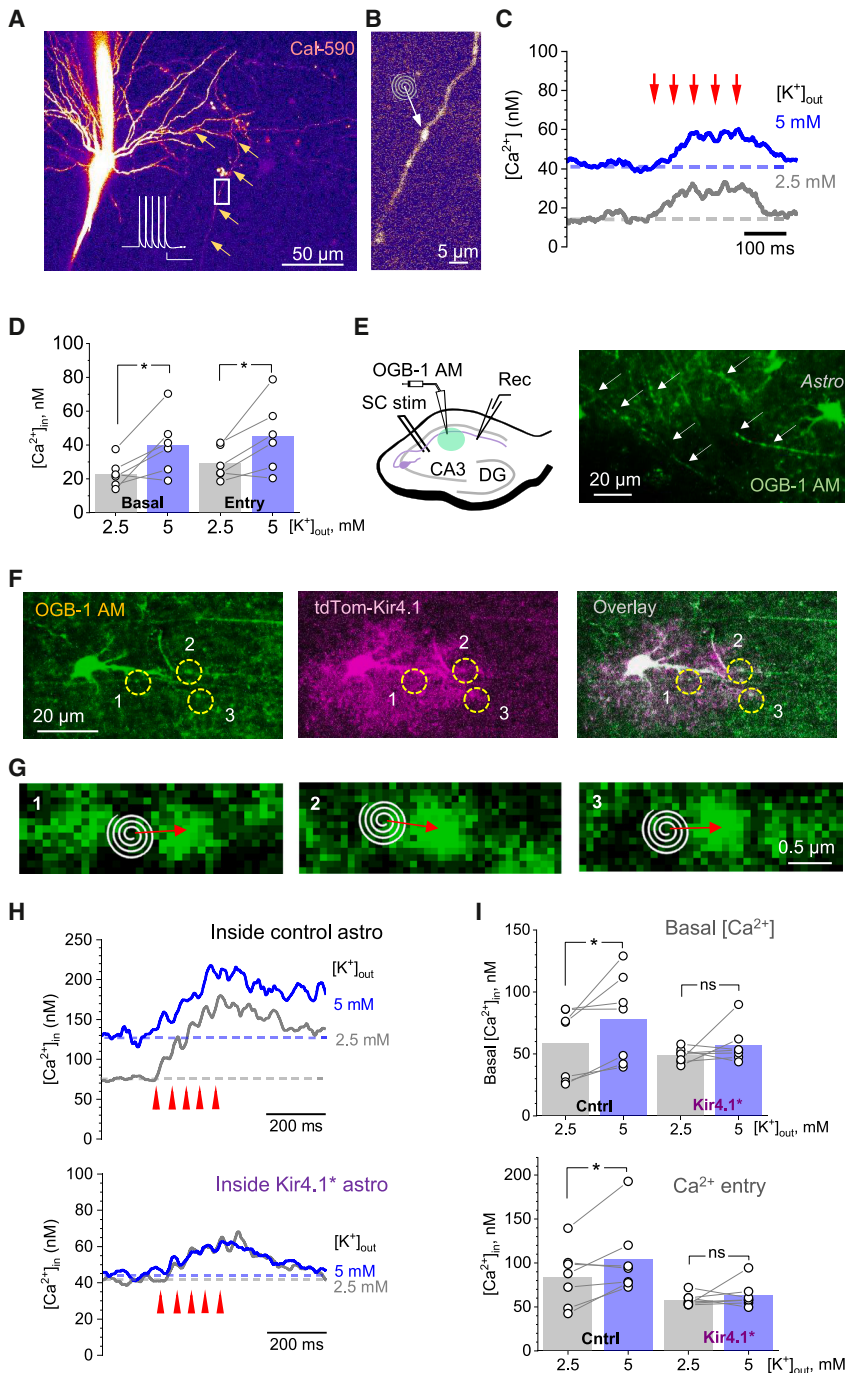 A
Cal-590
50 µm
B
5 µm
C
[Ca²⁺] (nM)
100
80
60
40
20
0
[K⁺]out
5 mM
2.5 mM
100 ms
D
[Ca²⁺]in, nM
100
80
60
40
20
0
*
*
Basal
Entry
2.5
5
2.5
5
[K⁺]out, mM
E
OGB-1 AM
SC stim
Rec
CA3
DG
Astro
20 µm
OGB-1 AM
F
OGB-1 AM
1
2
3
20 µm
tdTom-Kir4.1
1
2
3
Overlay
1
2
3
G
1
2
3
0.5 µm
H
Inside control astro
[Ca²⁺]in (nM)
250
200
150
100
50
0
[K⁺]out
5 mM
2.5 mM
200 ms
Inside Kir4.1* astro
[Ca²⁺]in (nM)
100
80
60
40
20
0
[K⁺]out
5 mM
2.5 mM
200 ms
I
Basal [Ca²⁺]
Basal [Ca²⁺]in, nM
150
100
50
0
*
ns
Cntrl
Kir4.1*
2.5
5
2.5
5
[K⁺]out, mM
Ca²⁺ entry
[Ca²⁺]in, nM
200
150
100
50
0
*
ns
Cntrl
Kir4.1*
2.5
5
2.5
5
[K⁺]out, mM